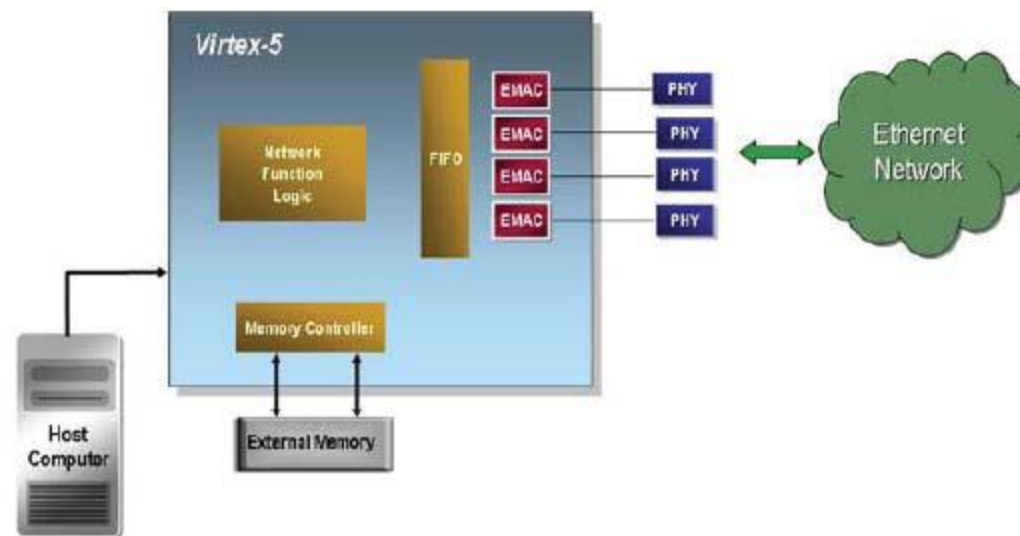 Virtex-5
Network
Function
Logic
FIFO
EMAC
EMAC
EMAC
EMAC
PHY
PHY
PHY
PHY
Ethernet
Network
Memory Controller
External Memory
Host
Computer